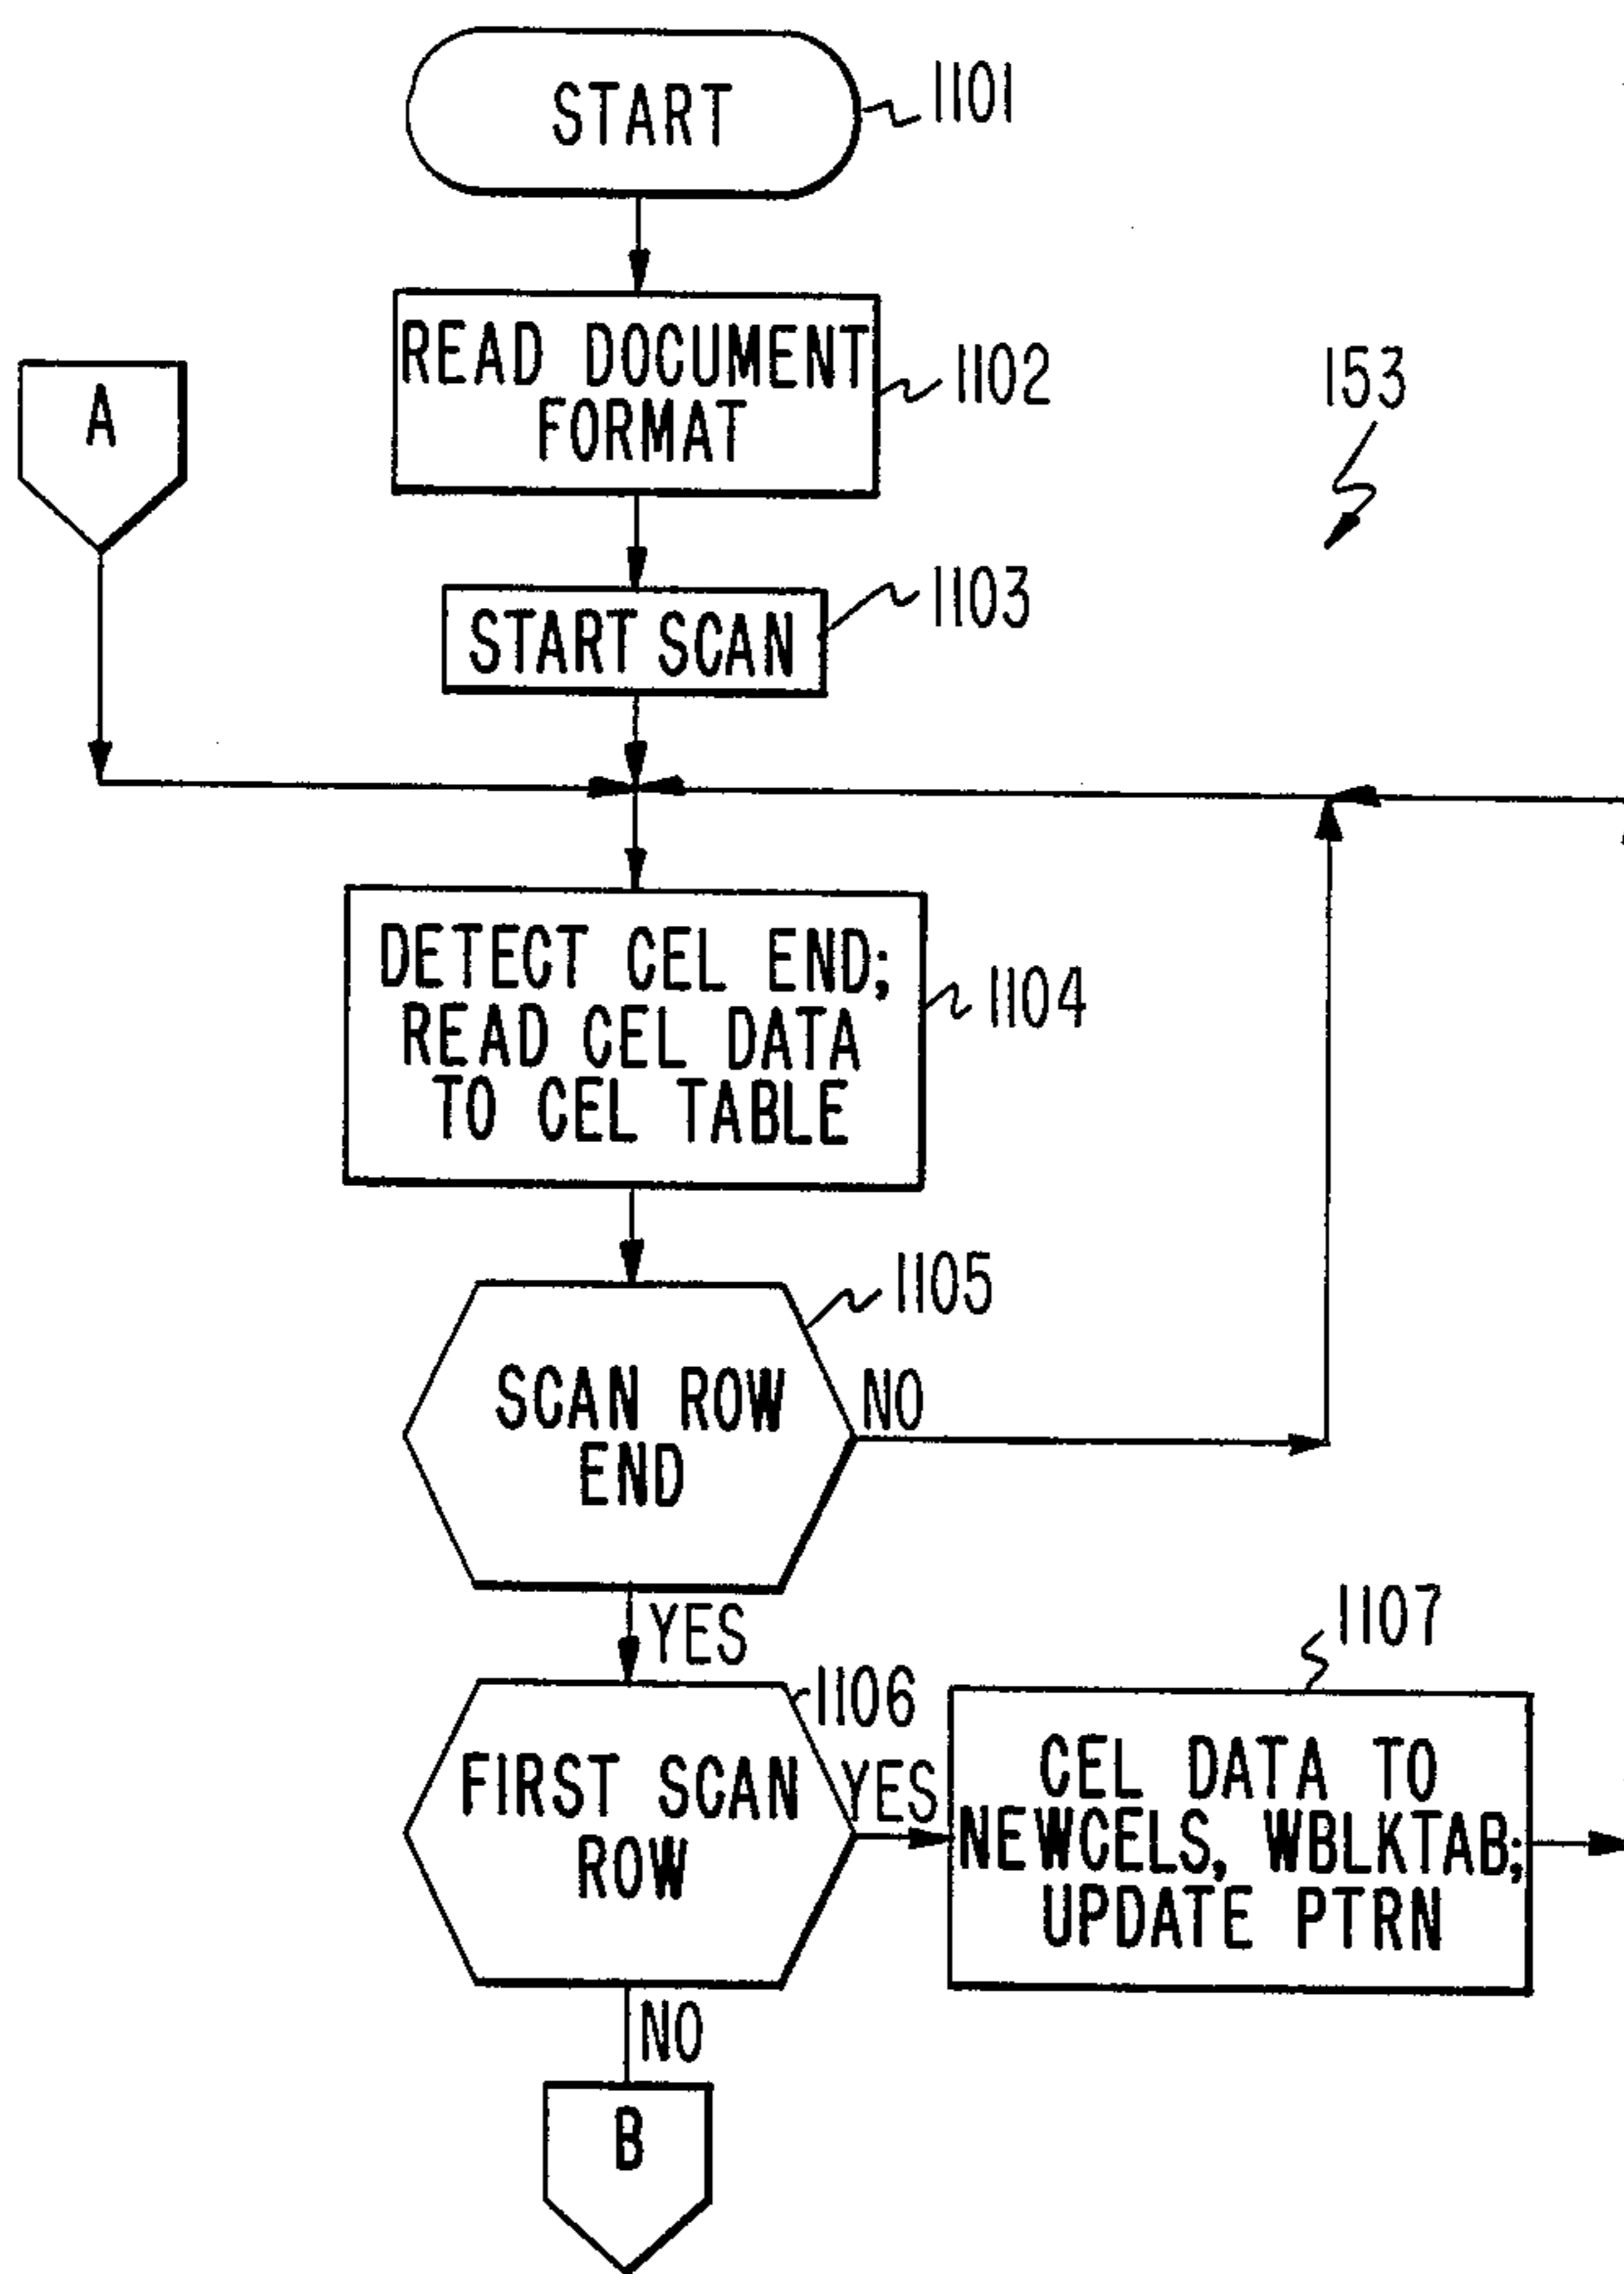 START
1101
READ DOCUMENT
FORMAT
1102
A
153
START SCAN
1103
DETECT CEL END;
READ CEL DATA
TO CEL TABLE
1104
1105
SCAN ROW
END
NO
YES
1106
FIRST SCAN
ROW
YES
1107
CEL DATA TO
NEWCELS, WBLKTAB;
UPDATE PTRN
NO
B